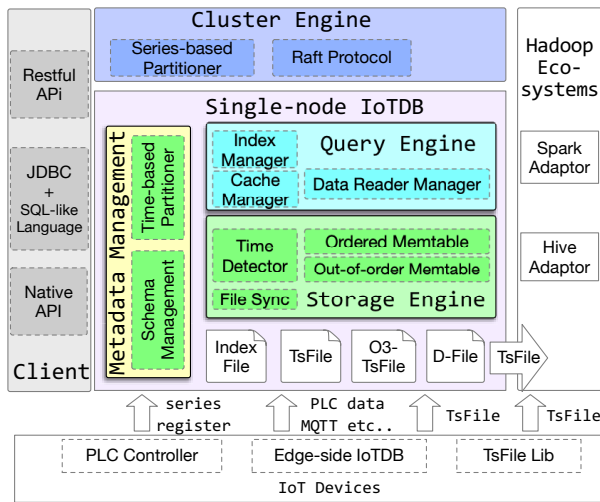 Cluster Engine
Series-based
Partitioner
Raft Protocol
Restful
APi
JDBC
+
SQL-like
Language
Native
API
Client
Single-node IoTDB
Metadata Management
Time-based
Partitioner
Schema
Management
Index
Manager
Query Engine
Cache
Manager
Data Reader Manager
Time
Detector
Ordered Memtable
Out-of-order Memtable
File Sync
Storage Engine
Index
File
TsFile
O3-
TsFile
D-File
TsFile
Hadoop
Eco-
systems
Spark
Adaptor
Hive
Adaptor
series
register
PLC data
MQTT etc..
TsFile
TsFile
PLC Controller
Edge-side IoTDB
TsFile Lib
IoT Devices